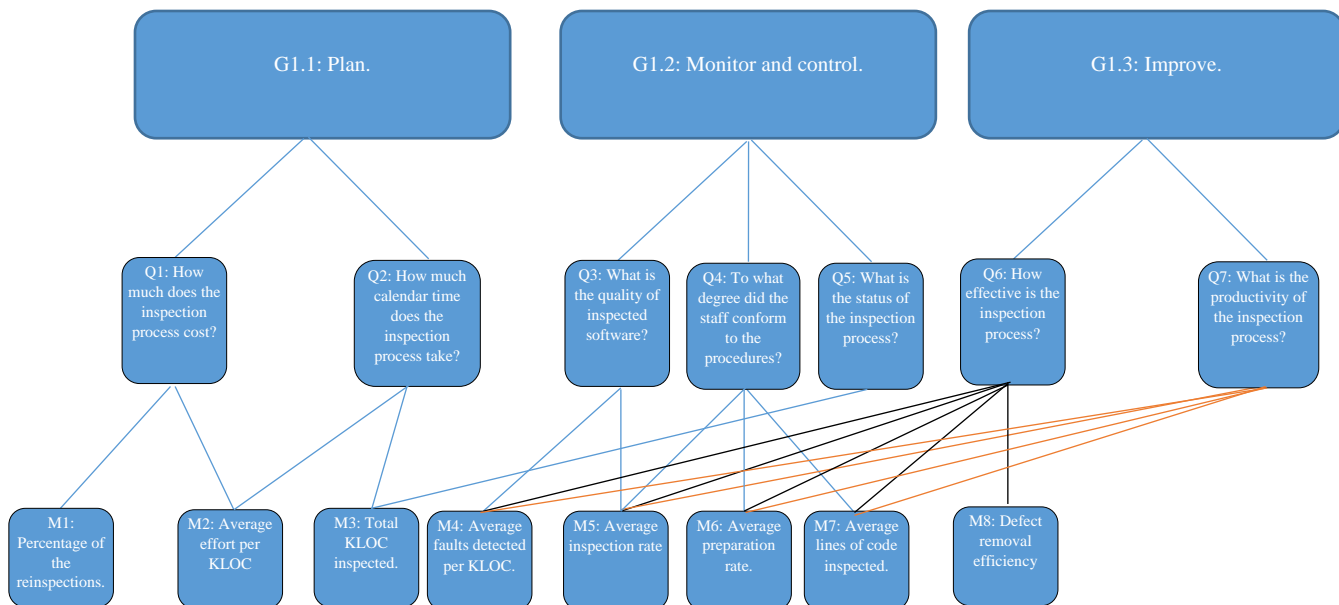 G1.1: Plan.
G1.2: Monitor and control.
G1.3: Improve.
Q1: How
much does the
inspection
process cost?
Q2: How much
calendar time
does the
inspection
process take?
Q3: What is
the quality of
inspected
software?
Q4: To what
degree did the
staff conform
to the
procedures?
Q5: What is
the status of
the inspection
process?
Q6: How
effective is the
inspection
process?
Q7: What is the
productivity of
the inspection
process?
M1:
Percentage of
the
reinspections.
M2: Average
effort per
KLOC
M3: Total
KLOC
inspected.
M4: Average
faults detected
per KLOC.
M5: Average
inspection rate
M6: Average
preparation
rate.
M7: Average
lines of code
inspected.
M8: Defect
removal
efficiency